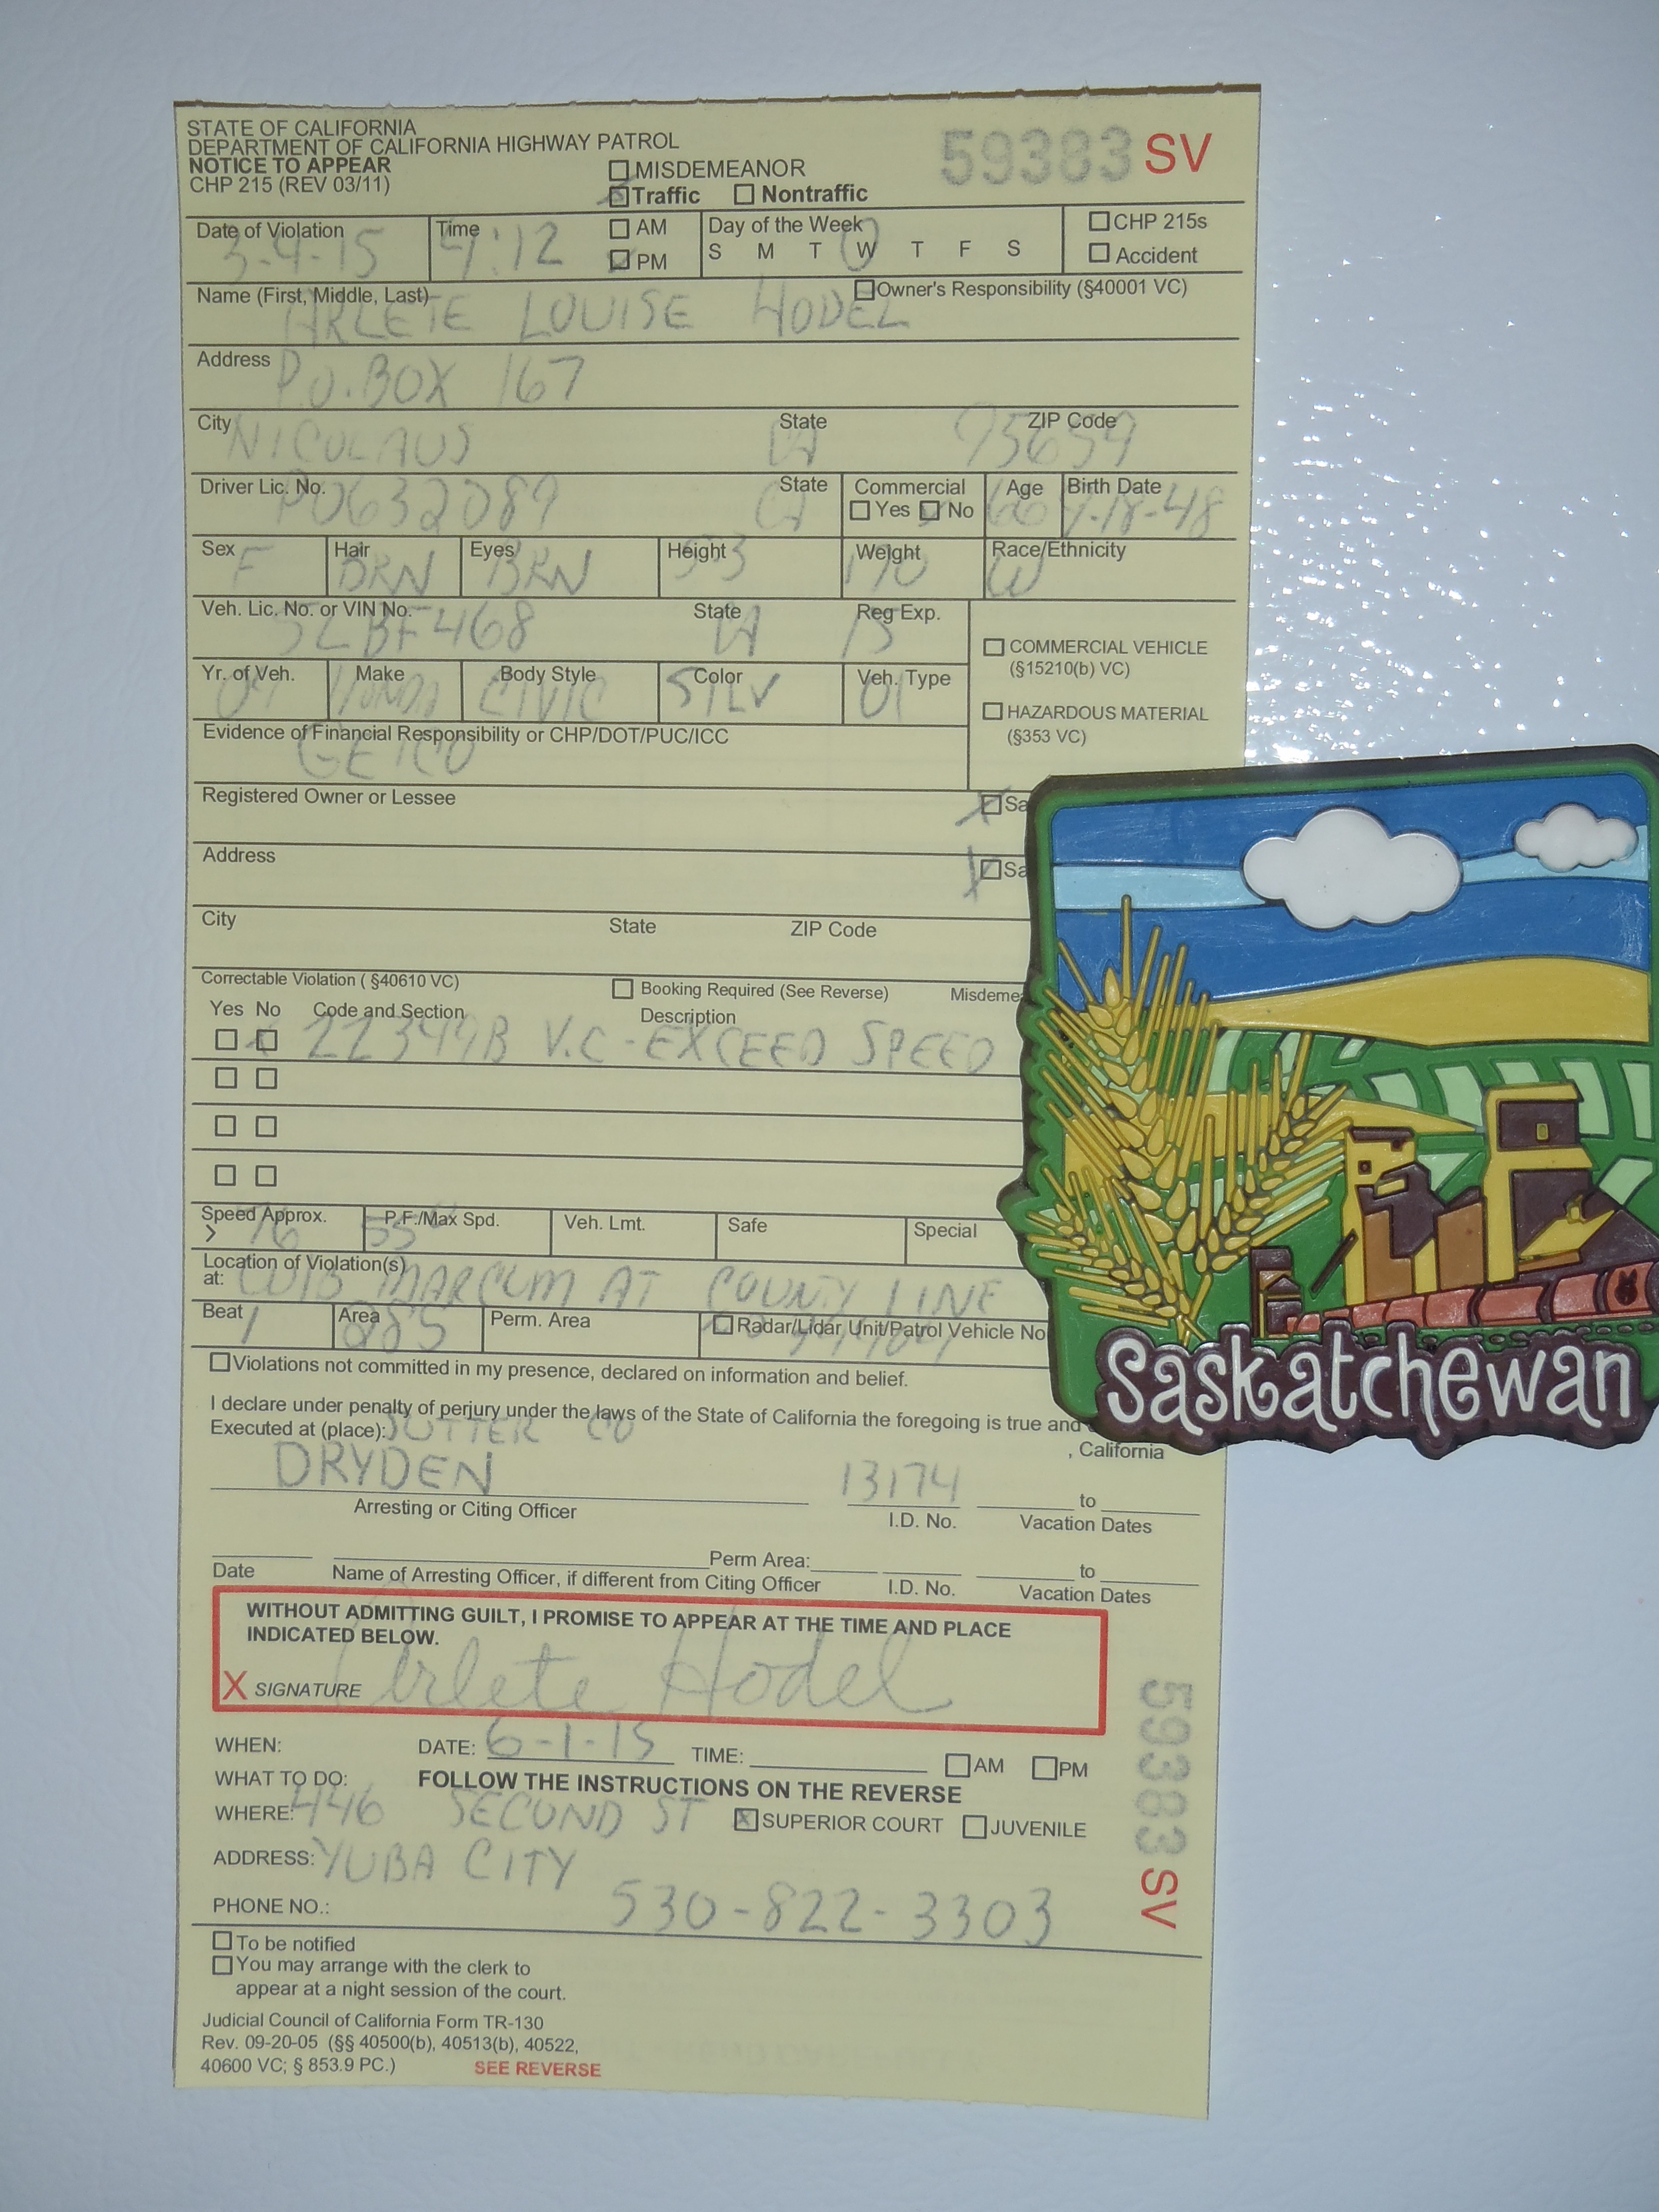 STATE OF CALIFORNIA
DEPARTMENT OF CALIFORNIA HIGHWAY PATROL
NOTICE TO APPEAR
CHP 215 (REV 03/11)
MISDEMEANOR
Traffic Nontraffic
59383 SV
Date of Violation 3-4-15 Time 4:12 AM PM Day of the Week S M T W T F S CHP 215s Accident
Name (First, Middle, Last) ARLETE LOUISE HODEL Owner's Responsibility (§40001 VC)
Address P.O. BOX 167
City NICOLAUS State CA ZIP Code 95659
Driver Lic. No. P0632089 State CA Commercial Yes No Age 66 Birth Date -18-48
Sex F Hair BRN Eyes BRN Height 5-3 Weight 170 Race/Ethnicity W
Veh. Lic. No. or VIN No. 5LBF468 State CA Reg Exp. 15
COMMERCIAL VEHICLE
(§15210(b) VC)
Yr. of Veh. 04 Make HONDA Body Style CIVIC Color SILV Veh. Type 01
HAZARDOUS MATERIAL
(§353 VC)
Evidence of Financial Responsibility or CHP/DOT/PUC/ICC
GEICO
Registered Owner or Lessee Sa
Address Sa
City State ZIP Code
Correctable Violation ( §40610 VC) Booking Required (See Reverse) Misdeme
Yes No Code and Section Description
22349B V.C - EXCEED SPEED
Speed Approx. 76 P.F./Max Spd. 55 Veh. Lmt. Safe Special
Location of Violation(s)
at: MARCUM AT COUNTY LINE
Beat 1 Area 285 Perm. Area Radar/Lidar Unit/Patrol Vehicle No
Violations not committed in my presence, declared on information and belief.
I declare under penalty of perjury under the laws of the State of California the foregoing is true and
Executed at (place): SUTTER CO , California
DRYDEN 13174 to
Arresting or Citing Officer I.D. No. Vacation Dates
Perm Area: to
Date Name of Arresting Officer, if different from Citing Officer I.D. No. Vacation Dates
WITHOUT ADMITTING GUILT, I PROMISE TO APPEAR AT THE TIME AND PLACE
INDICATED BELOW.
X SIGNATURE Arlete Hodel
WHEN: DATE: 6-1-15 TIME: AM PM
WHAT TO DO: FOLLOW THE INSTRUCTIONS ON THE REVERSE
WHERE: 446 SECOND ST SUPERIOR COURT JUVENILE
ADDRESS: YUBA CITY
PHONE NO.: 530-822-3303
59383 SV
To be notified
You may arrange with the clerk to
appear at a night session of the court.
Judicial Council of California Form TR-130
Rev. 09-20-05 (§§ 40500(b), 40513(b), 40522,
40600 VC; § 853.9 PC.) SEE REVERSE
Saskatchewan